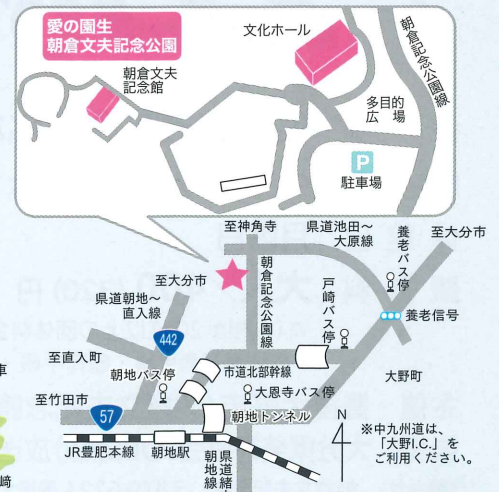 愛の園生
朝倉文夫記念公園
文化ホール
朝倉文夫
記念館
朝倉記念公園線
多目的
広場
P
駐車場
至神角寺
県道池田〜
大原線
養老バス停
至大分市
至大分市
朝倉記念公園線
戸崎バス停
県道朝地〜
直入線
養老信号
442
至直入町
朝地バス停
市道北部幹線
大恩寺バス停
大野町
至竹田市
57
朝地トンネル
N
JR豊肥本線
朝地駅
朝地線
県道緒
※中九州道は、
「大野I.C.」を
ご利用ください。
車
崎